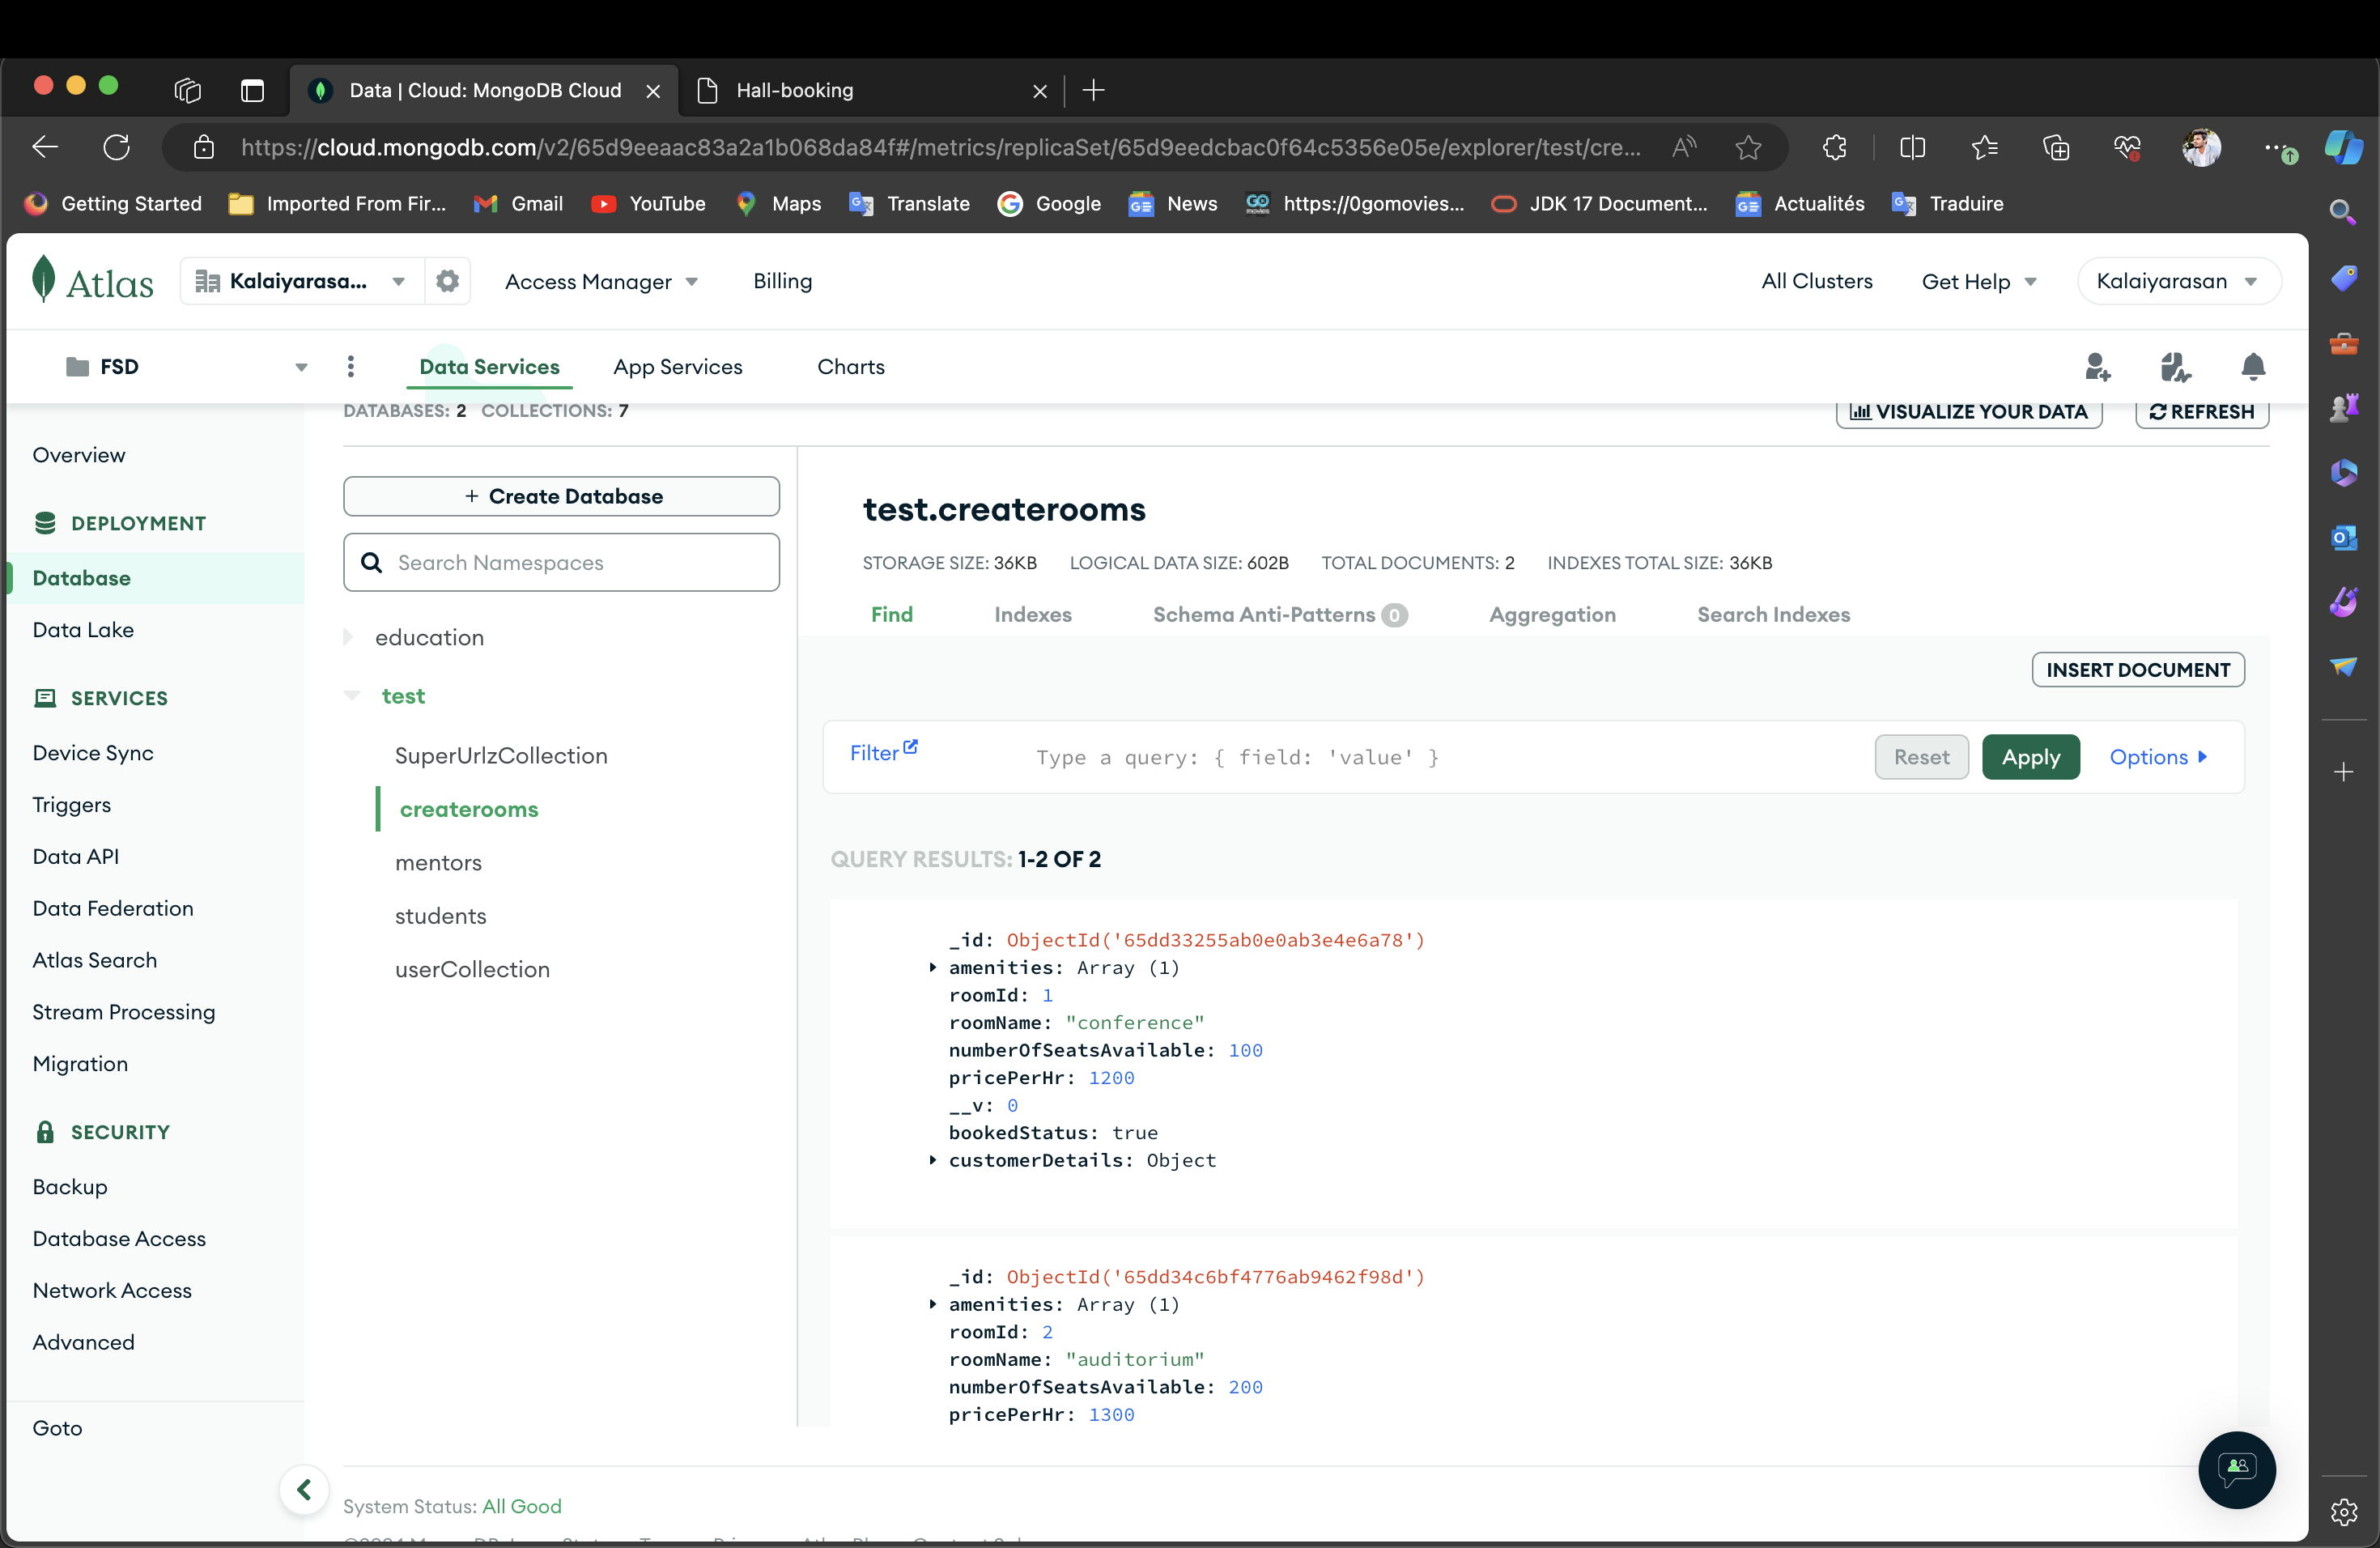 Data | Cloud: MongoDB Cloud
Hall-booking
https://cloud.mongodb.com/v2/65d9eeaac83a2a1b068da84f#/metrics/replicaSet/65d9eedcbac0f64c5356e05e/explorer/test/cre...
Getting Started
Imported From Fir...
Gmail
YouTube
Maps
Translate
Google
News
https://0gomovies...
JDK 17 Document...
Actualités
Traduire
Atlas
Kalaiyarasa...
Access Manager
Billing
All Clusters
Get Help
Kalaiyarasan
FSD
Data Services
App Services
Charts
DATABASES: 2 COLLECTIONS: 7
VISUALIZE YOUR DATA
REFRESH
Overview
DEPLOYMENT
Database
Data Lake
SERVICES
Device Sync
Triggers
Data API
Data Federation
Atlas Search
Stream Processing
Migration
SECURITY
Backup
Database Access
Network Access
Advanced
Goto
+ Create Database
Search Namespaces
education
test
SuperUrlzCollection
createrooms
mentors
students
userCollection
test.createrooms
STORAGE SIZE: 36KB LOGICAL DATA SIZE: 602B TOTAL DOCUMENTS: 2 INDEXES TOTAL SIZE: 36KB
Find
Indexes
Schema Anti-Patterns 0
Aggregation
Search Indexes
INSERT DOCUMENT
Filter
Type a query: { field: 'value' }
Reset
Apply
Options
QUERY RESULTS: 1-2 OF 2
_id: ObjectId('65dd33255ab0e0ab3e4e6a78')
amenities: Array (1)
roomId: 1
roomName: "conference"
numberOfSeatsAvailable: 100
pricePerHr: 1200
__v: 0
bookedStatus: true
customerDetails: Object
_id: ObjectId('65dd34c6bf4776ab9462f98d')
amenities: Array (1)
roomId: 2
roomName: "auditorium"
numberOfSeatsAvailable: 200
pricePerHr: 1300
System Status: All Good